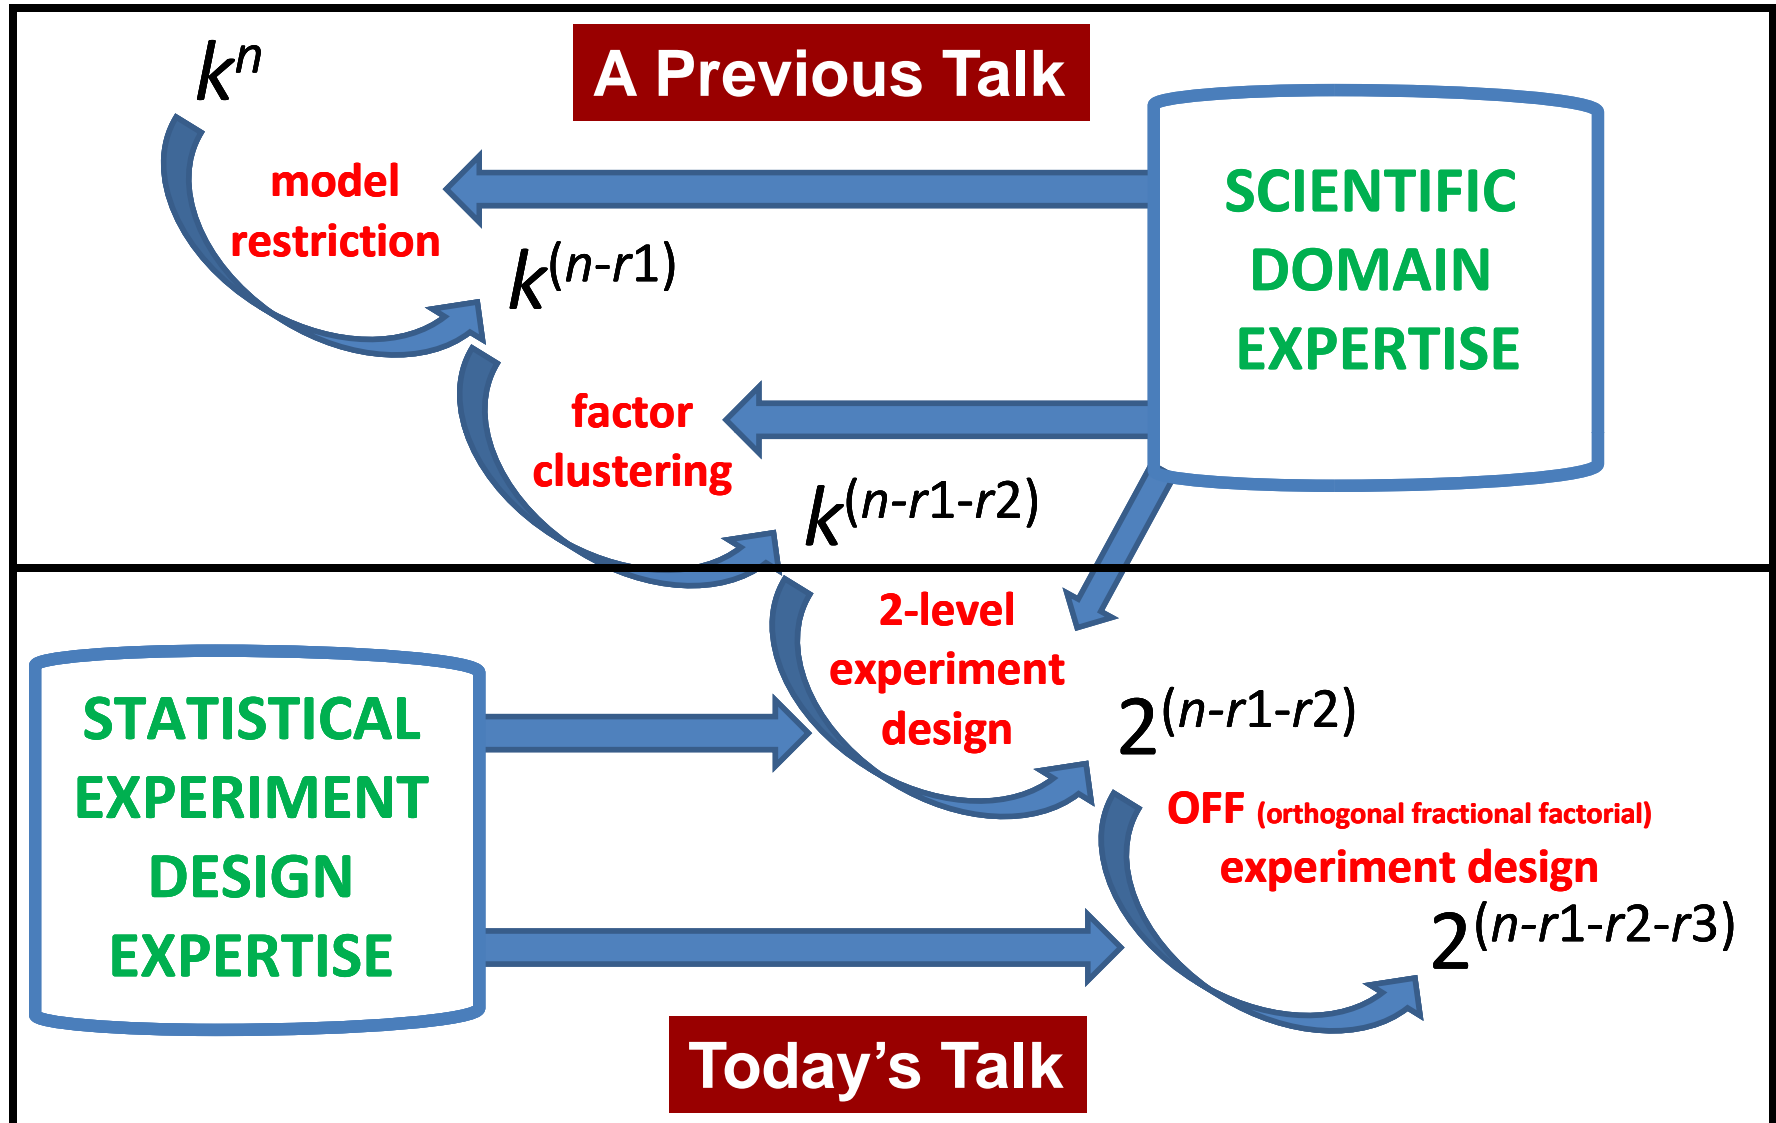 A Previous Talk
kⁿ
model
restriction
k⁽ⁿ⁻ʳ¹⁾
factor
clustering
k⁽ⁿ⁻ʳ¹⁻ʳ²⁾
SCIENTIFIC
DOMAIN
EXPERTISE
STATISTICAL
EXPERIMENT
DESIGN
EXPERTISE
2-level
experiment
design
2⁽ⁿ⁻ʳ¹⁻ʳ²⁾
OFF (orthogonal fractional factorial)
experiment design
2⁽ⁿ⁻ʳ¹⁻ʳ²⁻ʳ³⁾
Today’s Talk